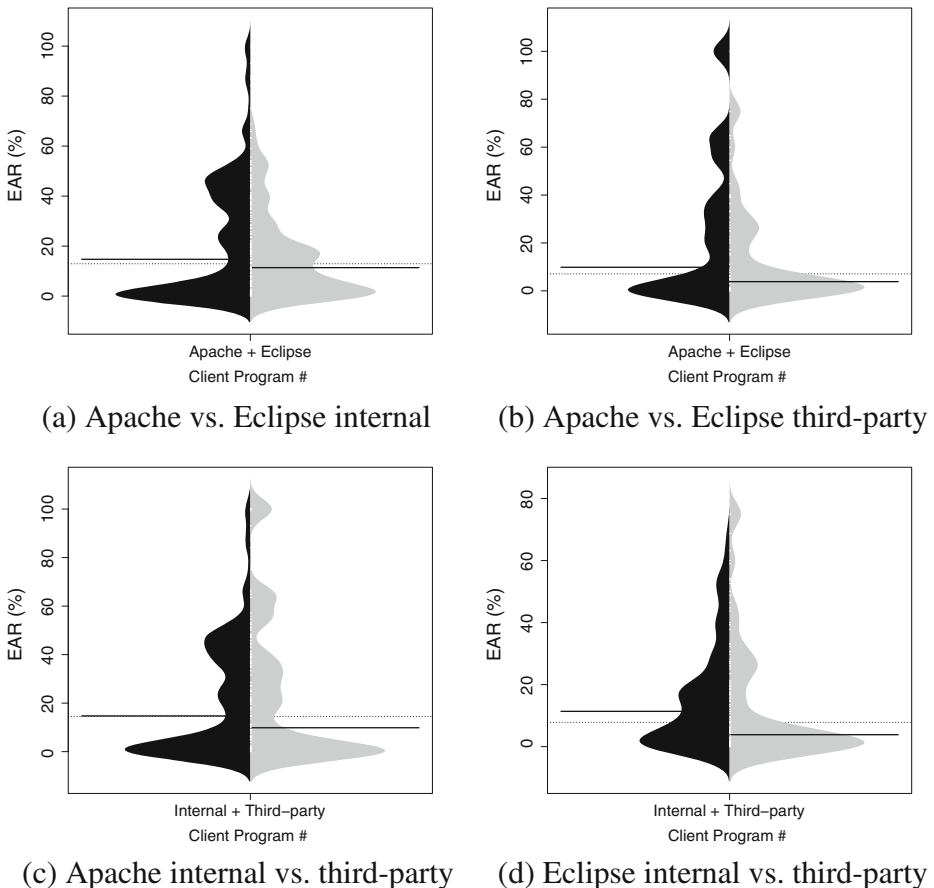 100
80
60
40
20
0
EAR (%)
Apache + Eclipse
Client Program #
(a) Apache vs. Eclipse internal
100
80
60
40
20
0
EAR (%)
Apache + Eclipse
Client Program #
(b) Apache vs. Eclipse third-party
100
80
60
40
20
0
EAR (%)
Internal + Third−party
Client Program #
(c) Apache internal vs. third-party
80
60
40
20
0
EAR (%)
Internal + Third−party
Client Program #
(d) Eclipse internal vs. third-party